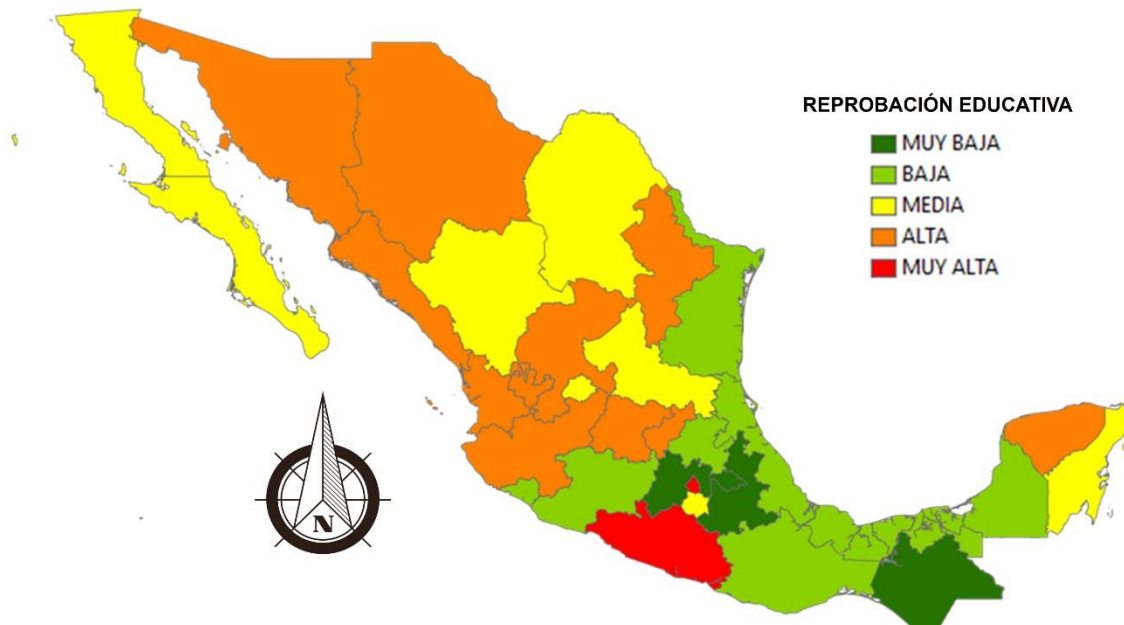 REPROBACIÓN EDUCATIVA
MUY BAJA
BAJA
MEDIA
ALTA
MUY ALTA
N